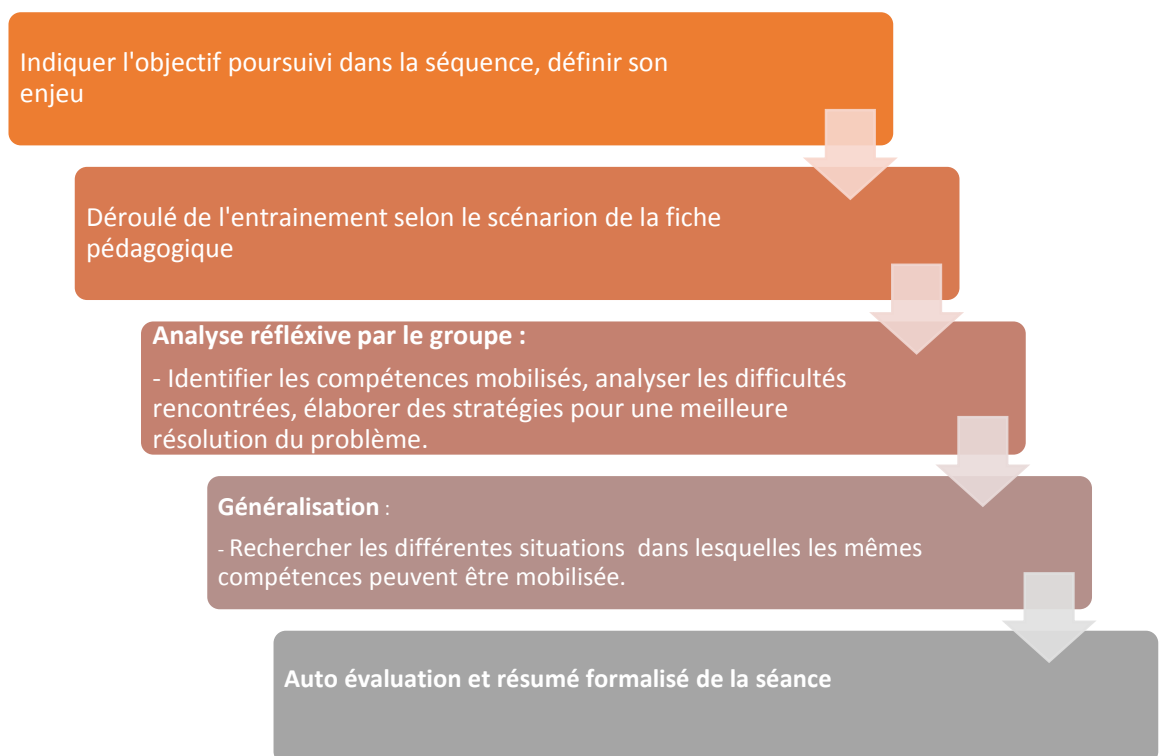 Indiquer l'objectif poursuivi dans la séquence, définir son
enjeu
Déroulé de l'entrainement selon le scénarion de la fiche
pédagogique
Analyse réfléxive par le groupe :
- Identifier les compétences mobilisés, analyser les difficultés
rencontrées, élaborer des stratégies pour une meilleure
résolution du problème.
Généralisation :
- Rechercher les différentes situations dans lesquelles les mêmes
compétences peuvent être mobilisée.
Auto évaluation et résumé formalisé de la séance